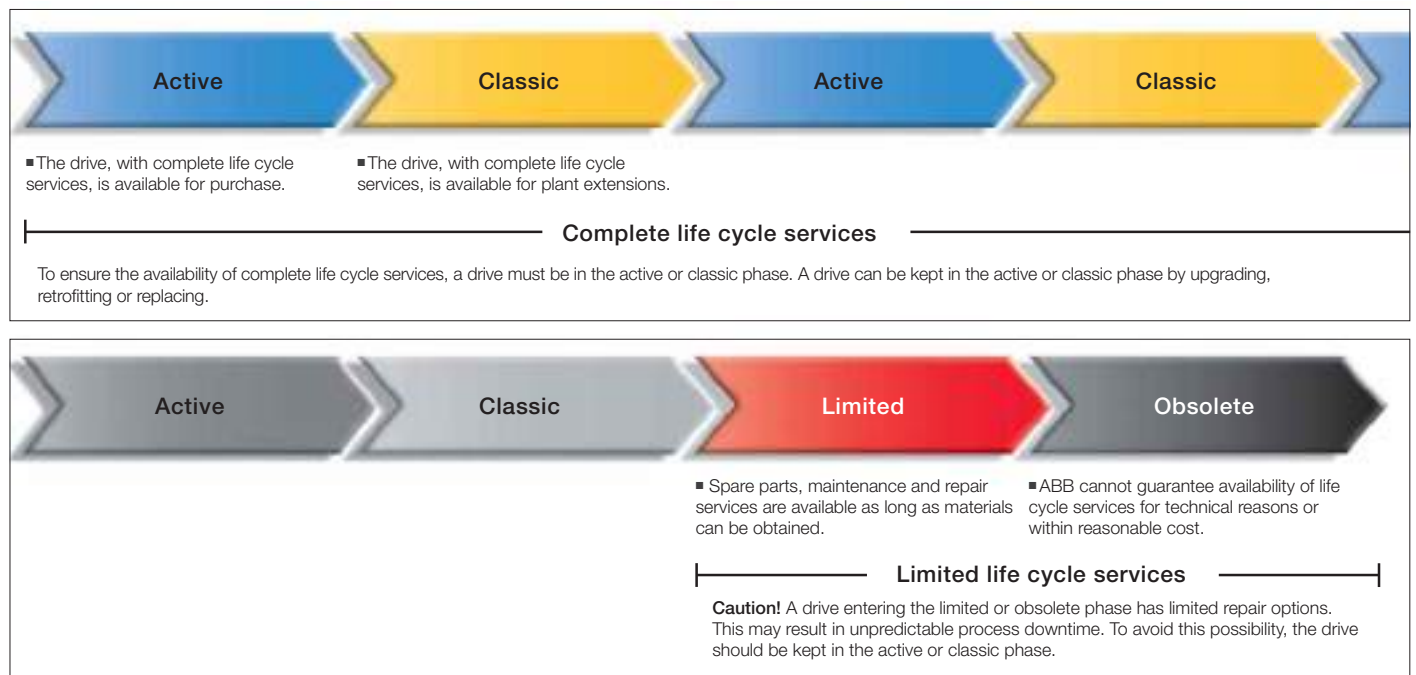 Active
Classic
Active
Classic
■ The drive, with complete life cycle
services, is available for purchase.
■ The drive, with complete life cycle
services, is available for plant extensions.
Complete life cycle services
To ensure the availability of complete life cycle services, a drive must be in the active or classic phase. A drive can be kept in the active or classic phase by upgrading,
retrofitting or replacing.
Active
Classic
Limited
Obsolete
■ Spare parts, maintenance and repair
services are available as long as materials
can be obtained.
■ ABB cannot guarantee availability of life
cycle services for technical reasons or
within reasonable cost.
Limited life cycle services
Caution! A drive entering the limited or obsolete phase has limited repair options.
This may result in unpredictable process downtime. To avoid this possibility, the drive
should be kept in the active or classic phase.